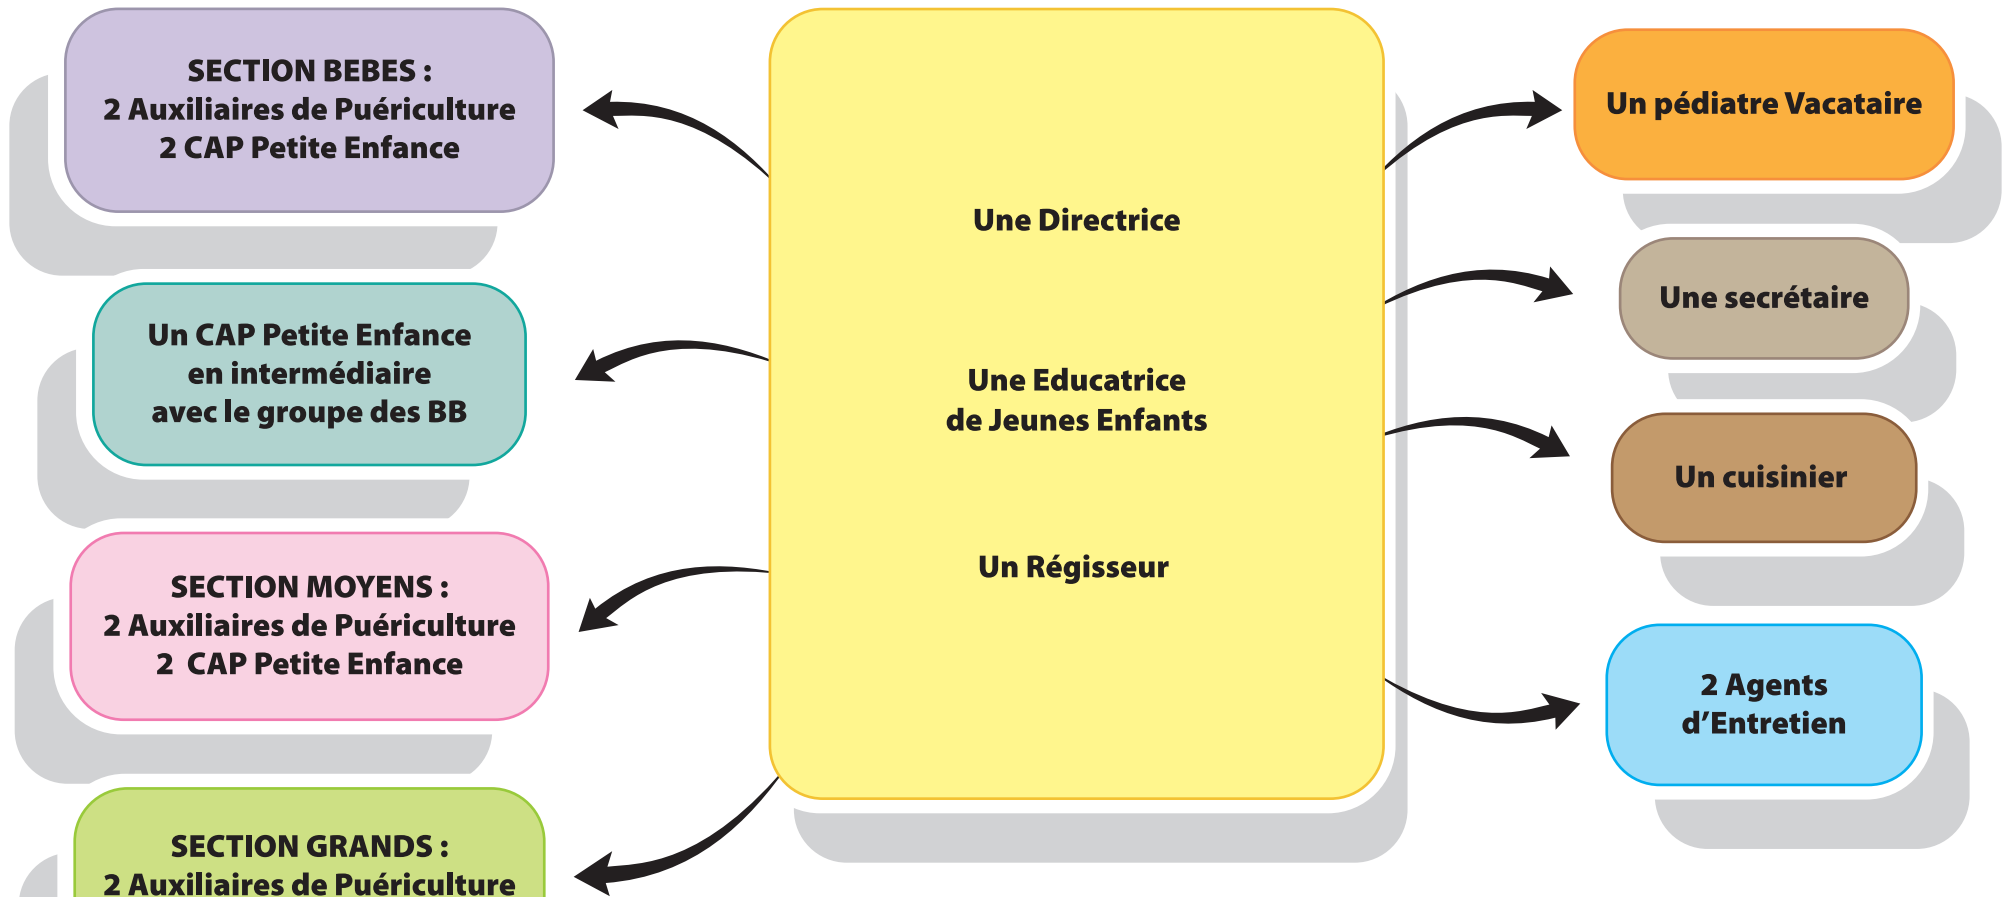 SECTION BEBES :
2 Auxiliaires de Puériculture
2 CAP Petite Enfance
Un CAP Petite Enfance
en intermédiaire
avec le groupe des BB
SECTION MOYENS :
2 Auxiliaires de Puériculture
2  CAP Petite Enfance
SECTION GRANDS :
2 Auxiliaires de Puériculture
Une Directrice
Une Educatrice
de Jeunes Enfants
Un Régisseur
Un pédiatre Vacataire
Une secrétaire
Un cuisinier
2 Agents
d’Entretien